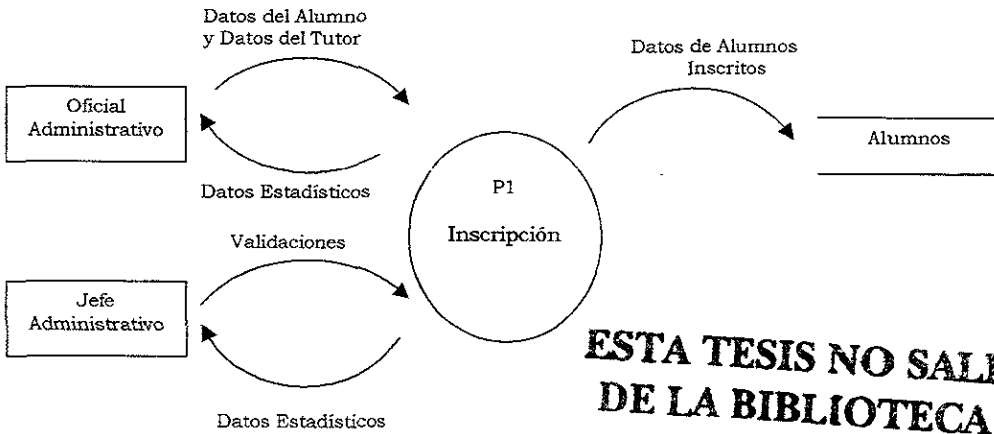 Datos del Alumno
y Datos del Tutor
Datos de Alumnos
Inscritos
Oficial
Administrativo
Alumnos
Datos Estadísticos
P1
Inscripción
Validaciones
Jefe
Administrativo
Datos Estadísticos
ESTA TESIS NO SALE
DE LA BIBLIOTECA